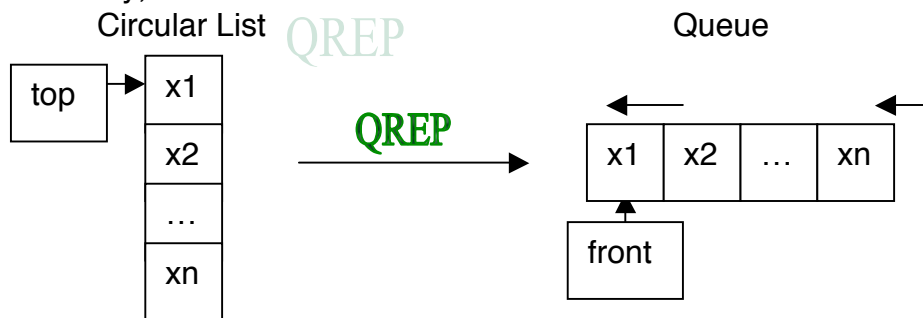 Circular List
QREP
Queue
top
x1
x2
…
xn
QREP
x1 x2 … xn
front